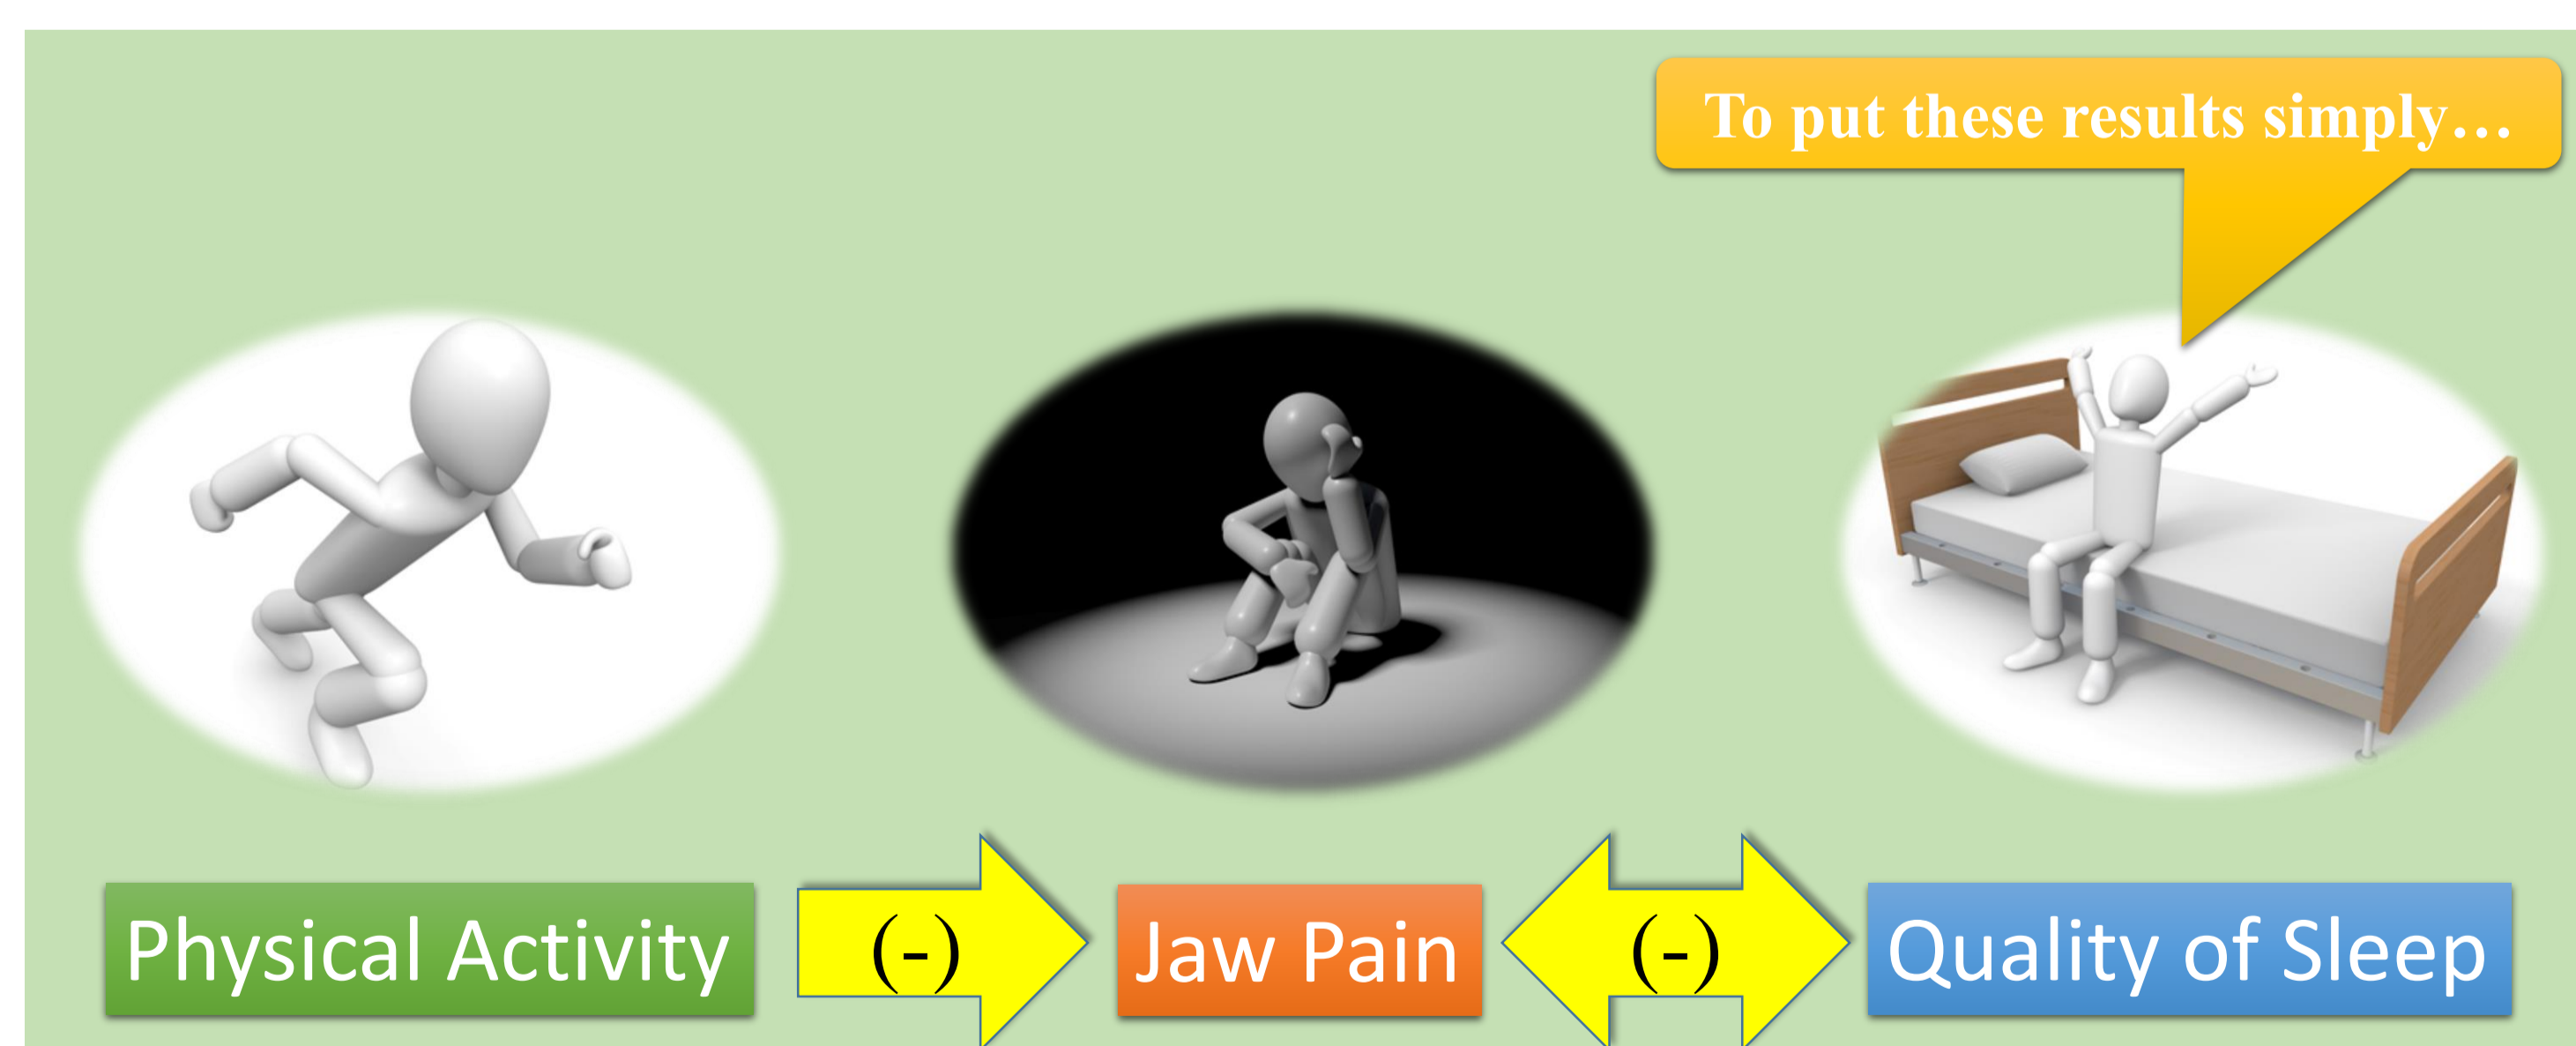 To put these results simply…
Physical Activity (-) Jaw Pain (-) Quality of Sleep